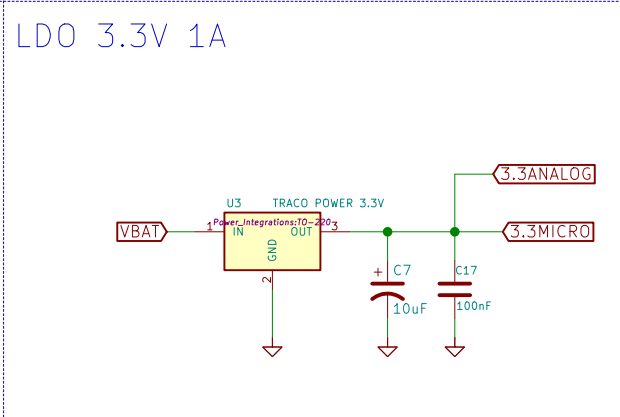 LDO 3.3V 1A
3.3ANALOG
U3 TRACO POWER 3.3V
Power_Integrations:TO-220
VBAT 1 IN OUT 3 3.3MICRO
GND
2
+ C7 C17
10uF 100nF